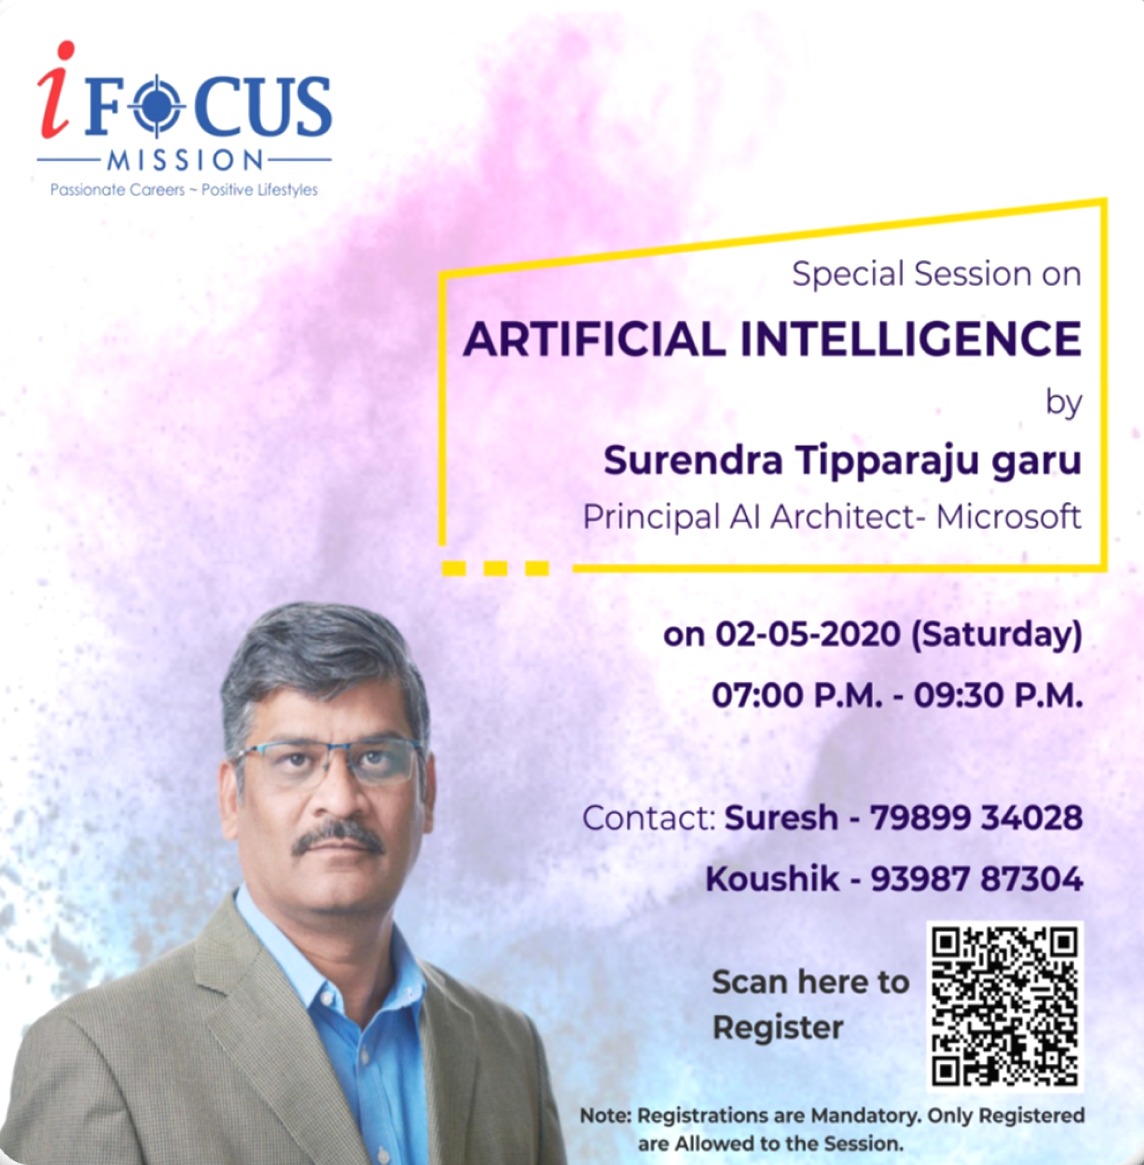 iFOCUS
MISSION
Passionate Careers ~ Positive Lifestyles
Special Session on
ARTIFICIAL INTELLIGENCE
by
Surendra Tipparaju garu
Principal AI Architect- Microsoft
on 02-05-2020 (Saturday)
07:00 P.M. - 09:30 P.M.
Contact: Suresh - 79899 34028
Koushik - 93987 87304
Scan here to
Register
Note: Registrations are Mandatory. Only Registered
are Allowed to the Session.